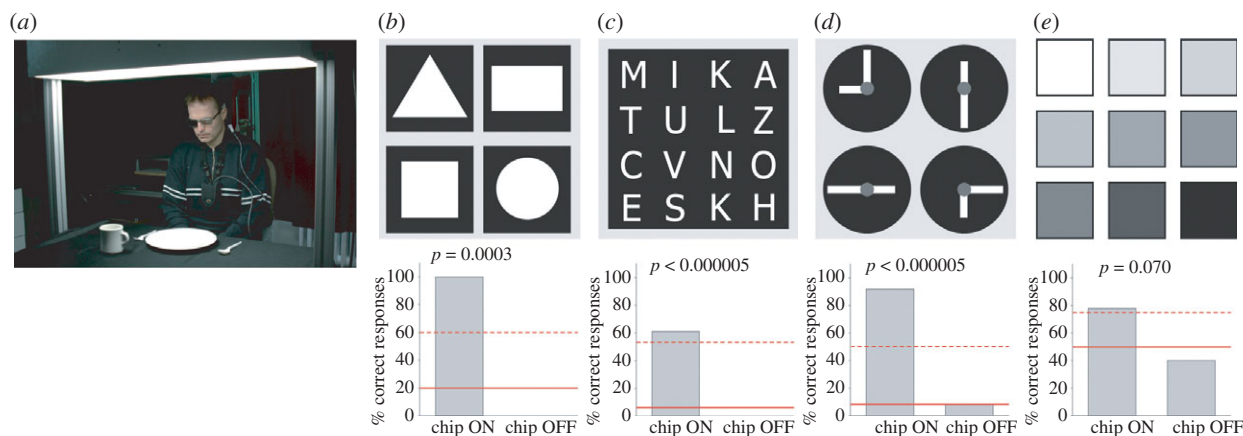 (a)
(b)
(c)
(d)
(e)
M I K A
T U L Z
C V N O
E S K H
p = 0.0003
% correct responses
100
80
60
40
20
0
chip ON chip OFF
p < 0.000005
% correct responses
100
80
60
40
20
0
chip ON chip OFF
p < 0.000005
% correct responses
100
80
60
40
20
0
chip ON chip OFF
p = 0.070
% correct responses
100
80
60
40
20
0
chip ON chip OFF